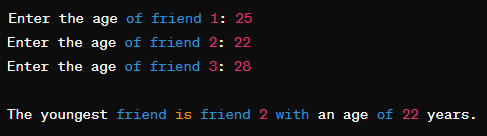 Enter the age of friend 1: 25
Enter the age of friend 2: 22
Enter the age of friend 3: 28
The youngest friend is friend 2 with an age of 22 years.